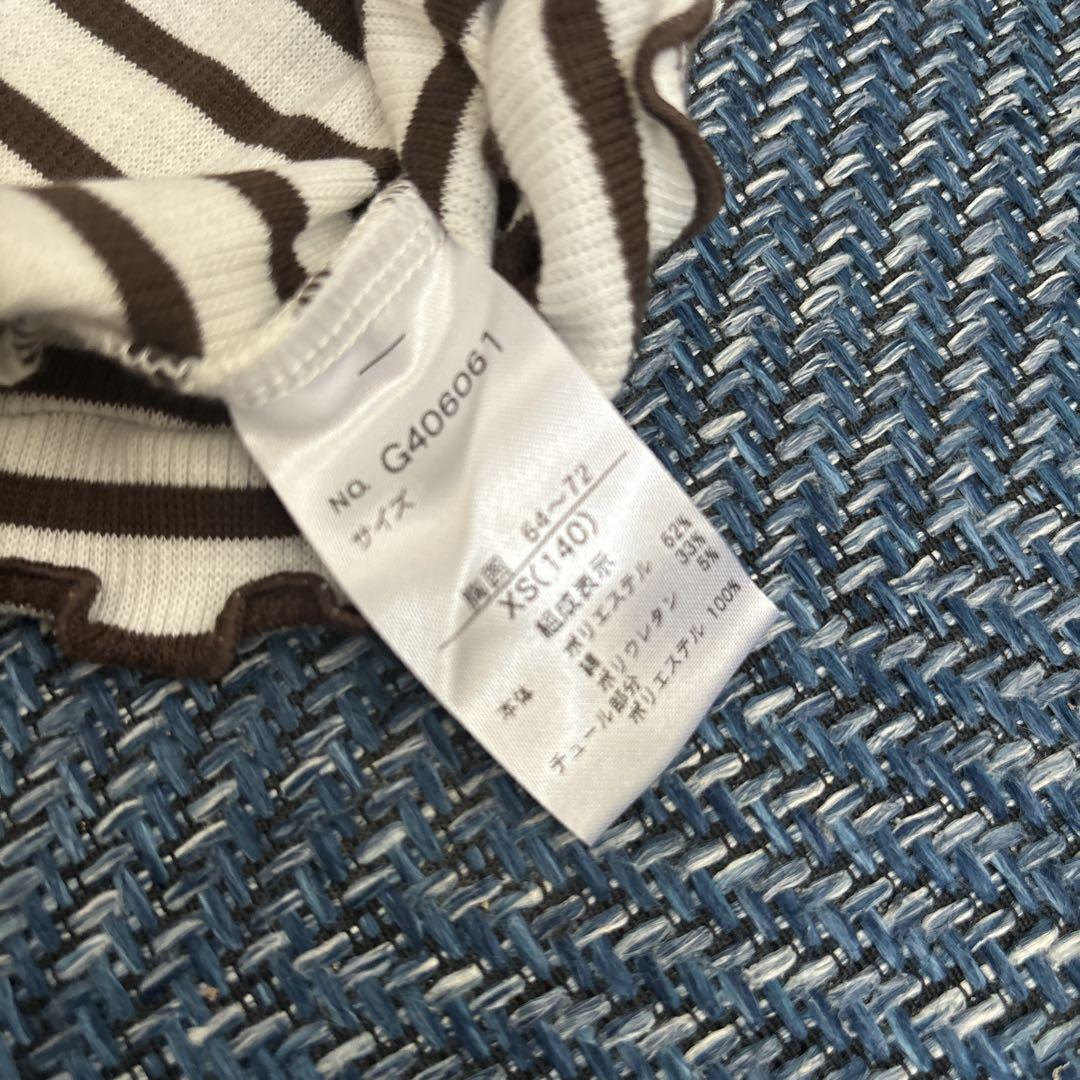 NO. G406061
サイズ
胸囲 64～72
XS(140)
組成表示
本体 ポリエステル 62%
綿 33%
ポリウレタン 5%
チュール部分
ポリエステル 100%